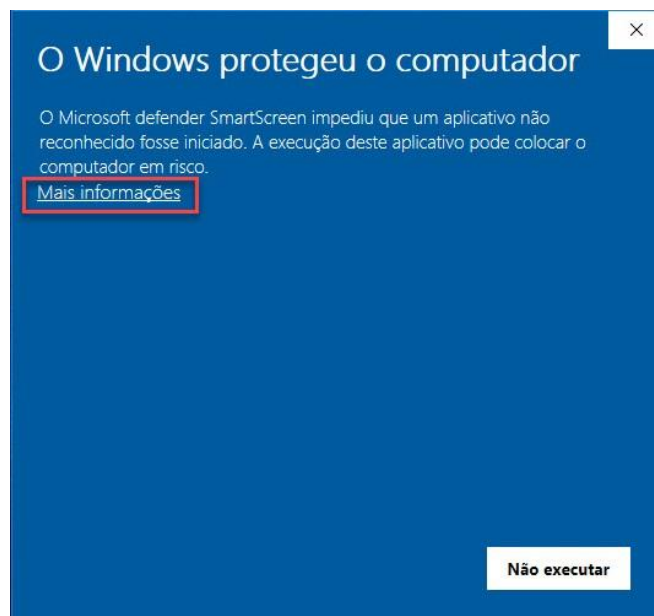 O Windows protegeu o computador
O Microsoft defender SmartScreen impediu que um aplicativo não
reconhecido fosse iniciado. A execução deste aplicativo pode colocar o
computador em risco.
Mais informações
Não executar